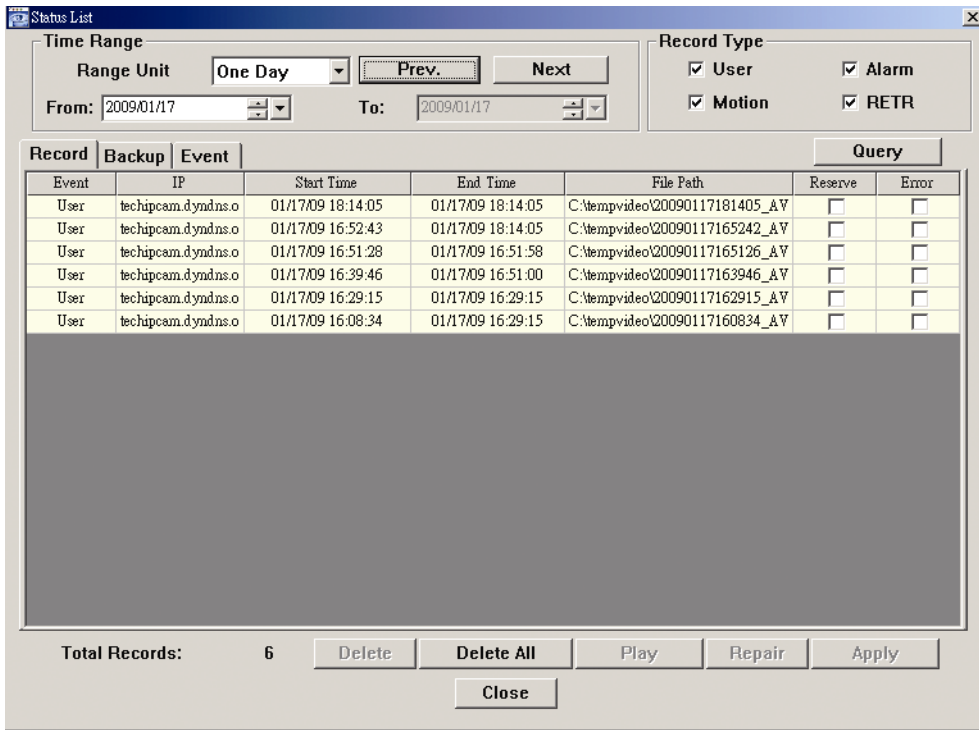 Status List
Time Range
Record Type
Range Unit One Day Prev. Next
User Alarm
From: 2009/01/17 To: 2009/01/17
Motion RETR
Record Backup Event Query
Event IP Start Time End Time File Path Reserve Error
User techipcam.dyndns.o 01/17/09 18:14:05 01/17/09 18:14:05 C:\tempvideo\20090117181405_AV
User techipcam.dyndns.o 01/17/09 16:52:43 01/17/09 18:14:05 C:\tempvideo\20090117165242_AV
User techipcam.dyndns.o 01/17/09 16:51:28 01/17/09 16:51:58 C:\tempvideo\20090117165126_AV
User techipcam.dyndns.o 01/17/09 16:39:46 01/17/09 16:51:00 C:\tempvideo\20090117163946_AV
User techipcam.dyndns.o 01/17/09 16:29:15 01/17/09 16:29:15 C:\tempvideo\20090117162915_AV
User techipcam.dyndns.o 01/17/09 16:08:34 01/17/09 16:29:15 C:\tempvideo\20090117160834_AV
Total Records: 6 Delete Delete All Play Repair Apply
Close